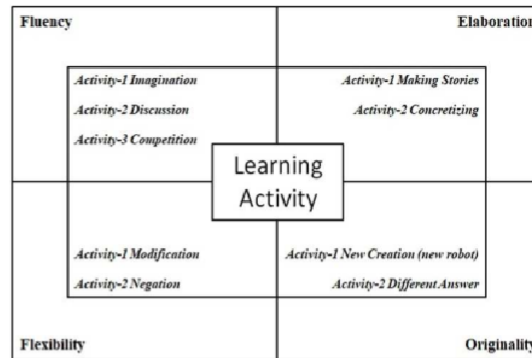 Fluency
Elaboration
Activity-1 Imagination
Activity-2 Discussion
Activity-3 Competition
Activity-1 Making Stories
Activity-2 Concretizing
Learning
Activity
Activity-1 Modification
Activity-2 Negation
Activity-1 New Creation (new robot)
Activity-2 Different Answer
Flexibility
Originality